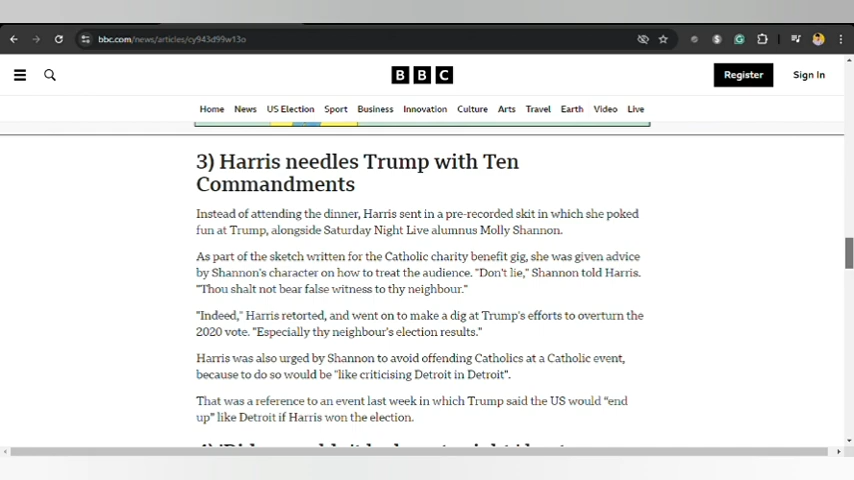 bbc.com/news/articles/cy943d99w13o
BBC
Register
Sign In
Home News US Election Sport Business Innovation Culture Arts Travel Earth Video Live
3) Harris needles Trump with Ten
Commandments
Instead of attending the dinner, Harris sent in a pre-recorded skit in which she poked
fun at Trump, alongside Saturday Night Live alumnus Molly Shannon.
As part of the sketch written for the Catholic charity benefit gig, she was given advice
by Shannon's character on how to treat the audience. "Don't lie," Shannon told Harris.
"Thou shalt not bear false witness to thy neighbour."
"Indeed," Harris retorted, and went on to make a dig at Trump's efforts to overturn the
2020 vote. "Especially thy neighbour's election results."
Harris was also urged by Shannon to avoid offending Catholics at a Catholic event,
because to do so would be "like criticising Detroit in Detroit".
That was a reference to an event last week in which Trump said the US would "end
up" like Detroit if Harris won the election.